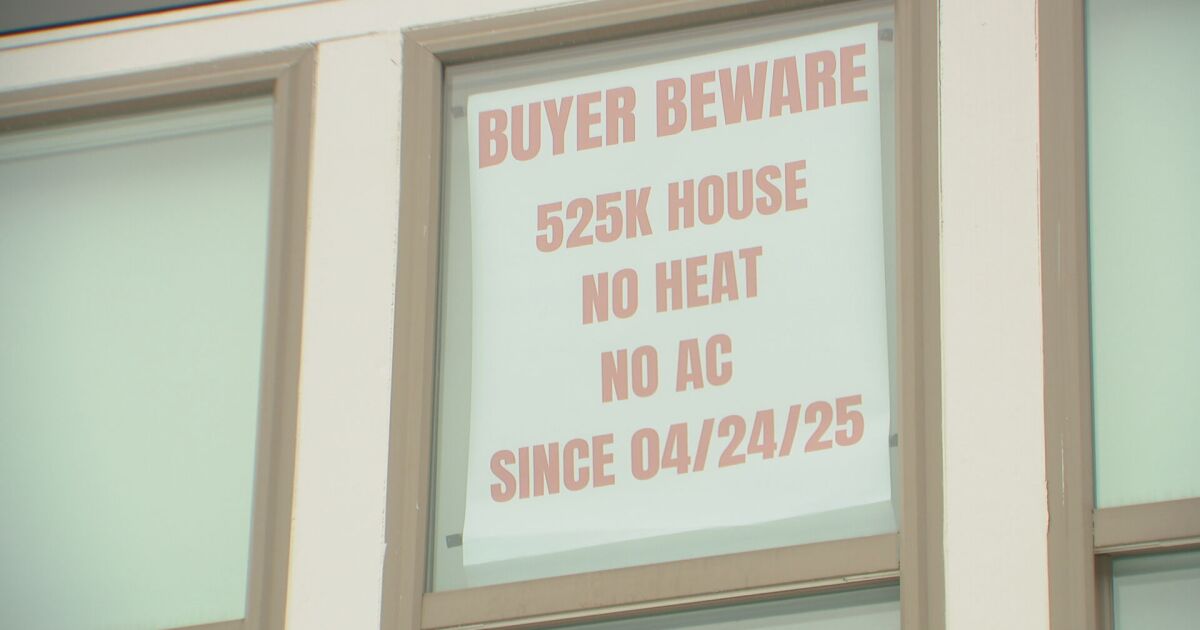 BUYER BEWARE
525K HOUSE
NO HEAT
NO AC
SINCE 04/24/25